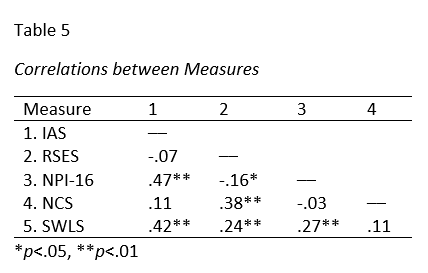 Table 5
Correlations between Measures
Measure 1 2 3 4
1. IAS —
2. RSES -.07 —
3. NPI-16 .47** -.16* —
4. NCS .11 .38** -.03 —
5. SWLS .42** .24** .27** .11
*p<.05, **p<.01